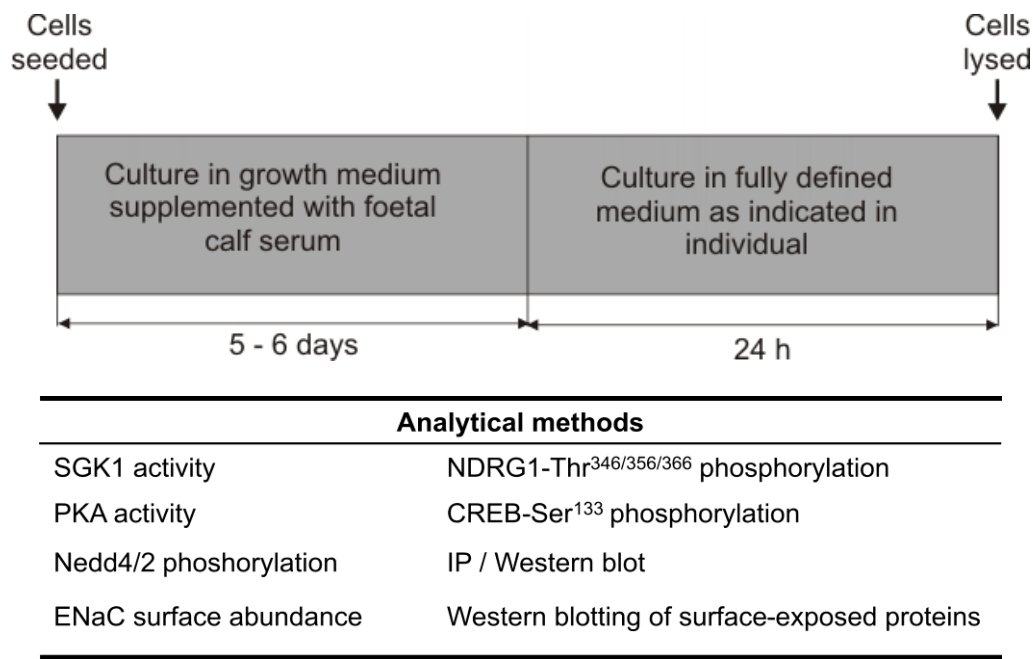 Cells
seeded
Cells
lysed
Culture in growth medium
supplemented with foetal
calf serum
Culture in fully defined
medium as indicated in
individual
5 - 6 days
24 h
Analytical methods
SGK1 activity NDRG1-Thr346/356/366 phosphorylation
PKA activity CREB-Ser133 phosphorylation
Nedd4/2 phoshorylation IP / Western blot
ENaC surface abundance Western blotting of surface-exposed proteins